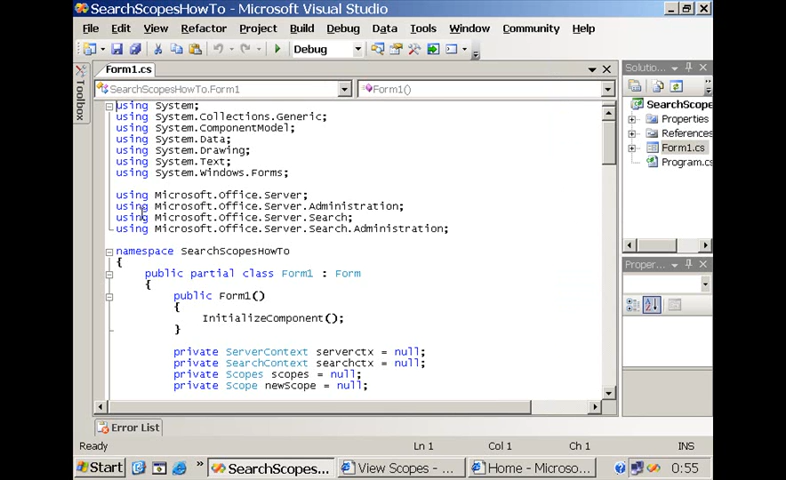 SearchScopesHowTo - Microsoft Visual Studio
File Edit View Refactor Project Build Debug Data Tools Window Community Help
Debug
Form1.cs
Solutio...
SearchScopesHowTo.Form1
Form1()
Toolbox
using System;
using System.Collections.Generic;
using System.ComponentModel;
using System.Data;
using System.Drawing;
using System.Text;
using System.Windows.Forms;
using Microsoft.Office.Server;
using Microsoft.Office.Server.Administration;
using Microsoft.Office.Server.Search;
using Microsoft.Office.Server.Search.Administration;
namespace SearchScopesHowTo
{
public partial class Form1 : Form
{
public Form1()
{
InitializeComponent();
}
private ServerContext serverctx = null;
private SearchContext searchctx = null;
private Scopes scopes = null;
private Scope newScope = null;
SearchScope
Properties
References
Form1.cs
Program.cs
Proper...
Error List
Ready
Ln 1
Col 1
Ch 1
INS
Start
SearchScopes...
View Scopes - ...
Home - Microso...
0:55